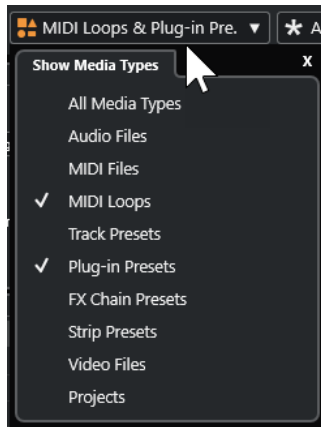 MIDI Loops & Plug-in Pre. ▼ * A
Show Media Types X
All Media Types
Audio Files
MIDI Files
✓ MIDI Loops
Track Presets
✓ Plug-in Presets
FX Chain Presets
Strip Presets
Video Files
Projects